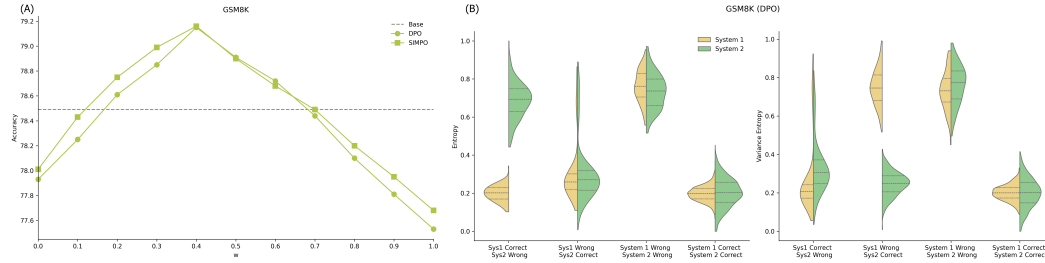 (A)
GSM8K
79.2
79.0
78.8
78.6
78.4
78.2
78.0
77.8
77.6
Accuracy
0.0 0.1 0.2 0.3 0.4 0.5 0.6 0.7 0.8 0.9 1.0
w
Base
DPO
SIMPO
(B)
GSM8K (DPO)
1.0
0.8
0.6
0.4
0.2
0.0
Entropy
System 1
System 2
Sys1 Correct Sys1 Wrong System 1 Wrong System 1 Correct
Sys2 Wrong Sys2 Correct System 2 Wrong System 2 Correct
1.0
0.8
0.6
0.4
0.2
0.0
Variance Entropy
Sys1 Correct Sys1 Wrong System 1 Wrong System 1 Correct
Sys2 Wrong Sys2 Correct System 2 Wrong System 2 Correct